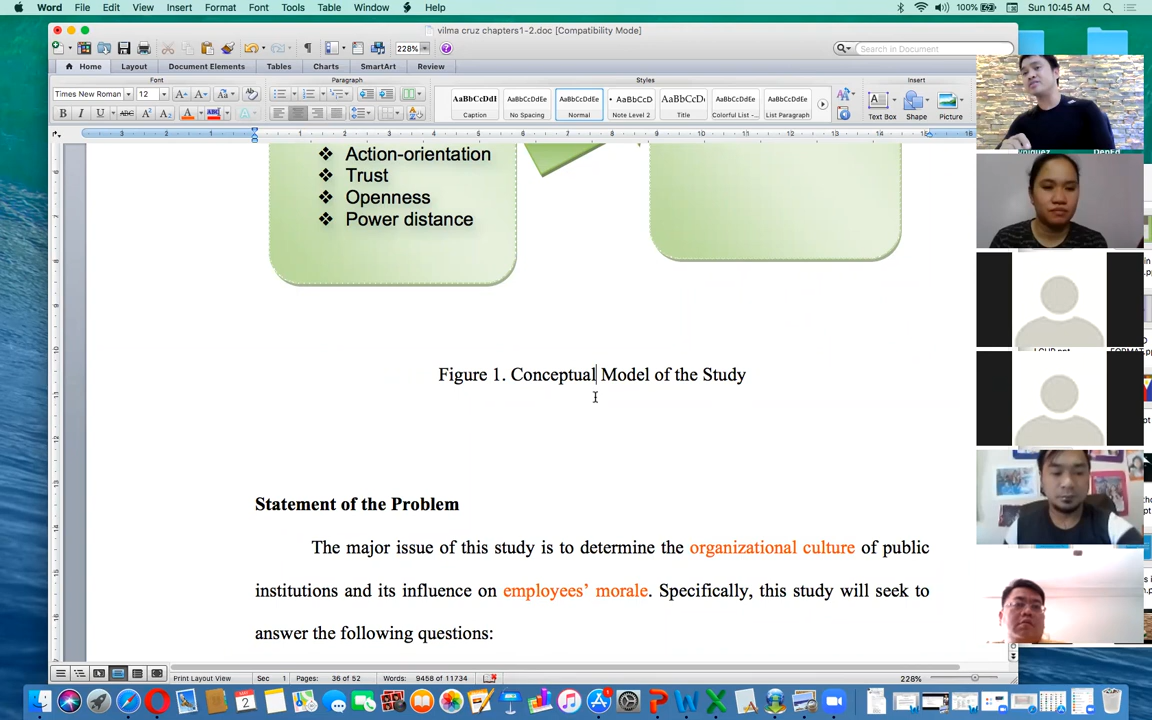 Word File Edit View Insert Format Font Tools Table Window Help
100% Sun 10:45 AM
vilma cruz chapters1-2.doc [Compatibility Mode]
228% Search in Document
Home Layout Document Elements Tables Charts SmartArt Review
Font Paragraph Styles Insert
Times New Roman 12
AaBbCcDdI AaBbCcDdEe AaBbCcDdEe AaBbCcD AaBbCcD AaBbCcDdEe AaBbCcDdEe
Caption No Spacing Normal Note Level 2 Title Colorful List -... List Paragraph
Text Box Shape Picture
❖ Action-orientation
❖ Trust
❖ Openness
❖ Power distance
Figure 1. Conceptual Model of the Study
Statement of the Problem
The major issue of this study is to determine the organizational culture of public
institutions and its influence on employees’ morale. Specifically, this study will seek to
answer the following questions:
Print Layout View Sec 1 Pages: 36 of 52 Words: 9458 of 11734 228%